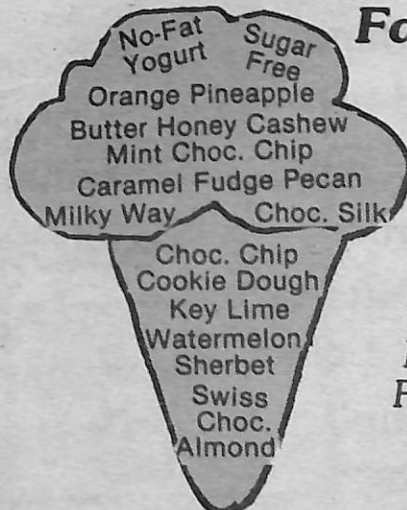 No-Fat Sugar
Yogurt Free
Orange Pineapple
Butter Honey Cashew
Mint Choc. Chip
Caramel Fudge Pecan
Milky Way Choc. Silk
Choc. Chip
Cookie Dough
Key Lime
Watermelon
Sherbet
Swiss
Choc.
Almond